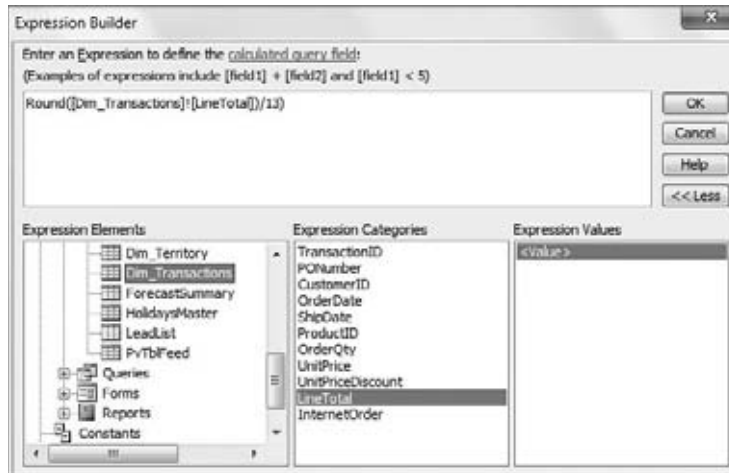 Expression Builder
Enter an Expression to define the calculated query field:
(Examples of expressions include [field1] + [field2] and [field1] < 5)
Round([Dim_Transactions]![LineTotal])/13)
OK
Cancel
Help
<< Less
Expression Elements
Dim_Territory
Dim_Transactions
ForecastSummary
HolidaysMaster
LeadList
PvTblFeed
Queries
Forms
Reports
Constants
Expression Categories
TransactionID
PONumber
CustomerID
OrderDate
ShipDate
ProductID
OrderQty
UnitPrice
UnitPriceDiscount
LineTotal
InternetOrder
Expression Values
<Value>